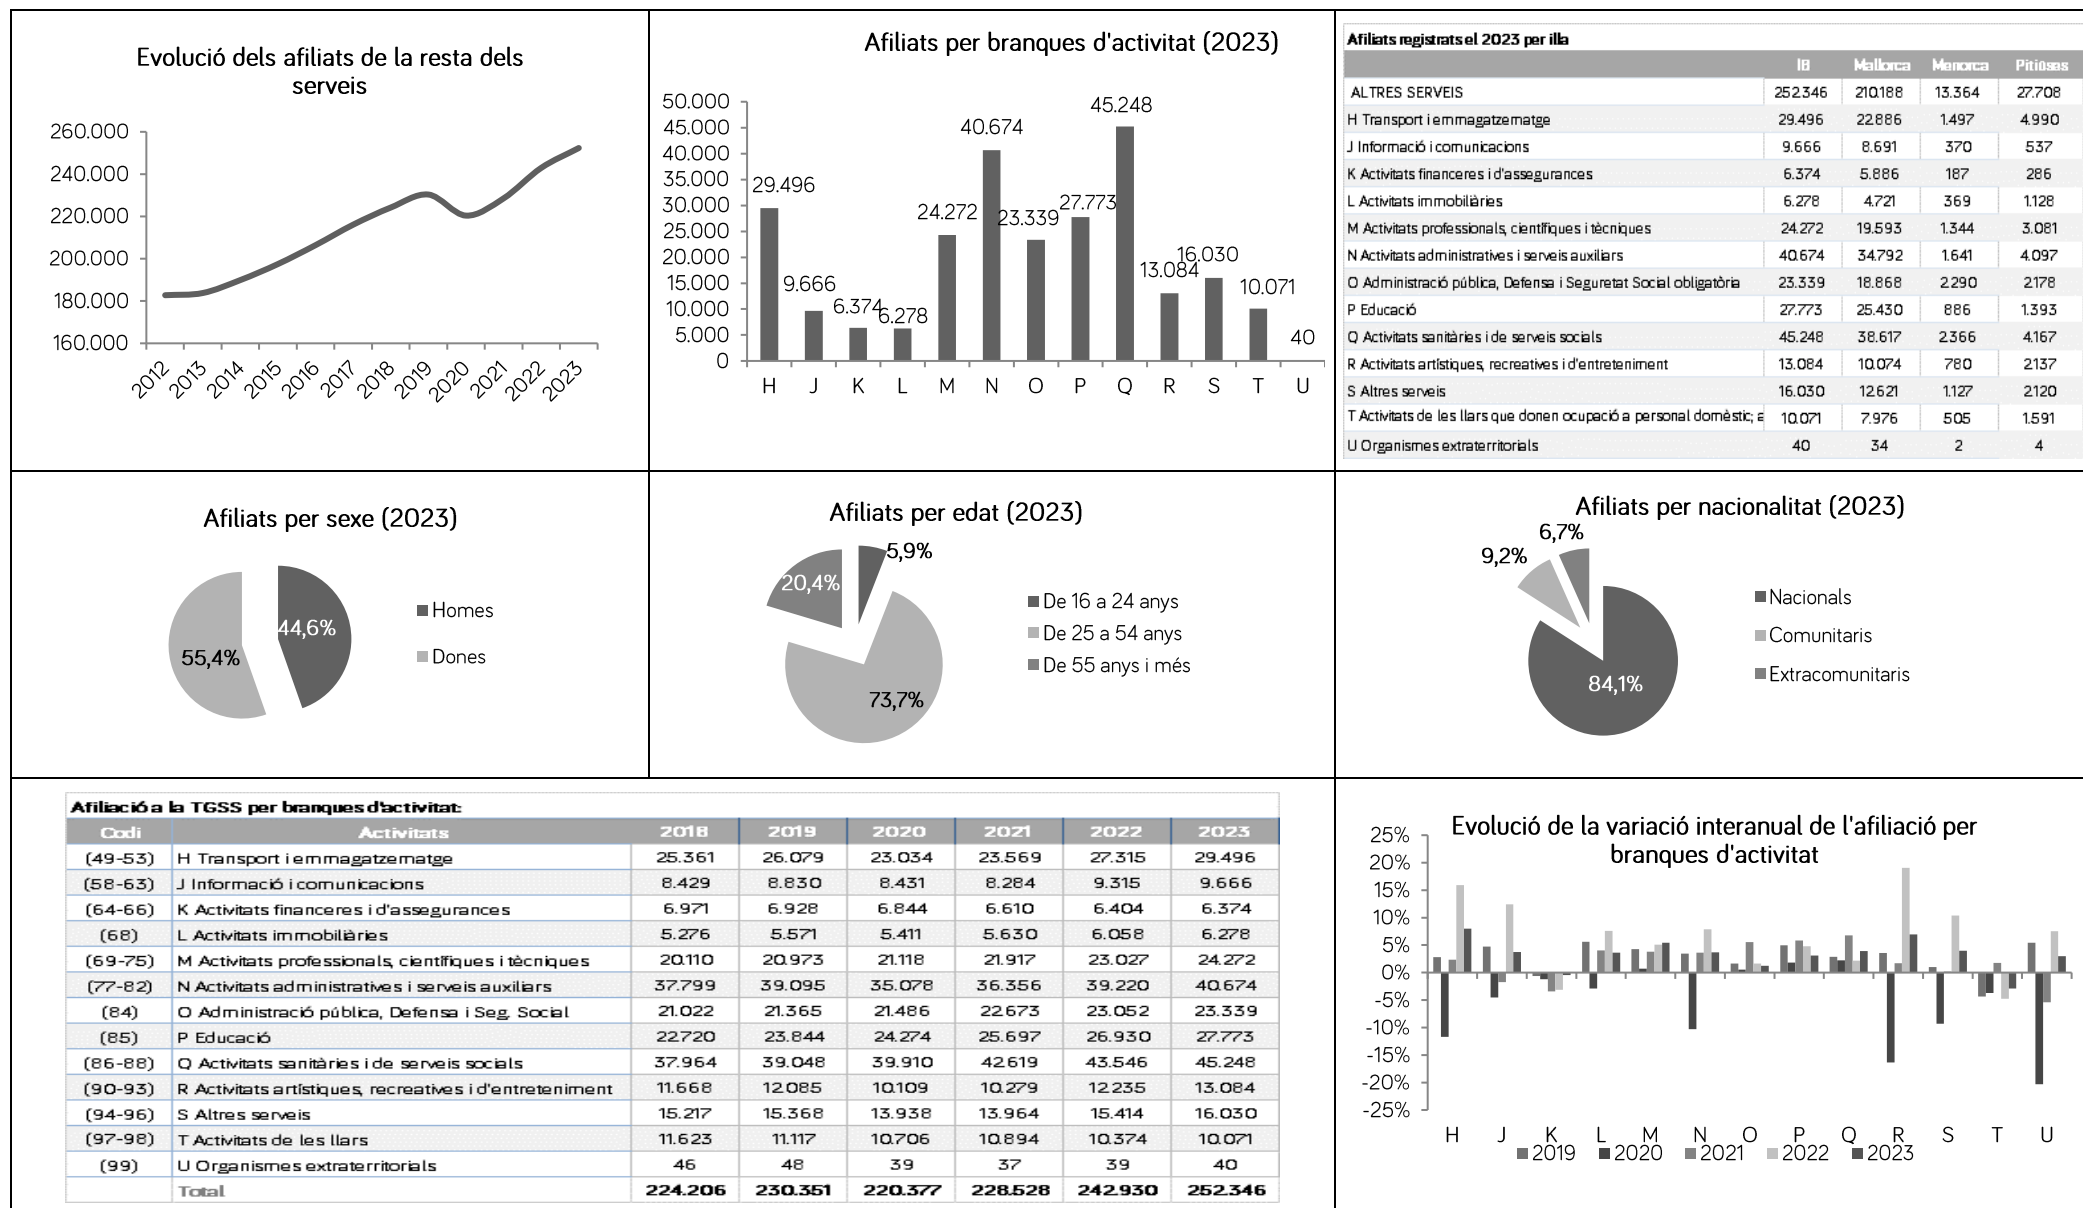 Evolució dels afiliats de la resta dels
serveis
260.000
240.000
220.000
200.000
180.000
160.000
2012 2013 2014 2015 2016 2017 2018 2019 2020 2021 2022 2023
Afiliats per branques d'activitat (2023)
50.000
45.000
40.000
35.000
30.000
25.000
20.000
15.000
10.000
5.000
0
29.496 9.666 6.374 6.278 24.272 40.674 23.339 27.773 45.248 13.084 16.030 10.071 40
H J K L M N O P Q R S T U
Afiliats registrats el 2023 per illa
IB Mallorca Menorca Pitiüses
ALTRES SERVEIS 252.346 210.188 13.364 27.708
H Transport i emmagatzematge 29.496 22.886 1.497 4.990
J Informació i comunicacions 9.666 8.691 370 537
K Activitats financeres i d'assegurances 6.374 5.886 187 286
L Activitats immobiliàries 6.278 4.721 369 1.128
M Activitats professionals, científiques i tècniques 24.272 19.593 1.344 3.081
N Activitats administratives i serveis auxiliars 40.674 34.792 1.641 4.097
O Administració pública, Defensa i Seguretat Social obligatòria 23.339 18.868 2.290 2.178
P Educació 27.773 25.430 886 1.393
Q Activitats sanitàries i de serveis socials 45.248 38.617 2.366 4.167
R Activitats artístiques, recreatives i d'entreteniment 13.084 10.074 780 2.137
S Altres serveis 16.030 12.621 1.127 2.120
T Activitats de les llars que donen ocupació a personal domèstic; a 10.071 7.976 505 1.591
U Organismes extraterritorials 40 34 2 4
Afiliats per sexe (2023)
44,6%
55,4%
Homes
Dones
Afiliats per edat (2023)
5,9%
20,4%
73,7%
De 16 a 24 anys
De 25 a 54 anys
De 55 anys i més
Afiliats per nacionalitat (2023)
6,7%
9,2%
84,1%
Nacionals
Comunitaris
Extracomunitaris
Afiliació a la TGSS per branques d'activitat:
Codi Activitats 2018 2019 2020 2021 2022 2023
(49-53) H Transport i emmagatzematge 25.361 26.079 23.034 23.569 27.315 29.496
(58-63) J Informació i comunicacions 8.429 8.830 8.431 8.284 9.315 9.666
(64-66) K Activitats financeres i d'assegurances 6.971 6.928 6.844 6.610 6.404 6.374
(68) L Activitats immobiliàries 5.276 5.571 5.411 5.630 6.058 6.278
(69-75) M Activitats professionals, científiques i tècniques 20.110 20.973 21.118 21.917 23.027 24.272
(77-82) N Activitats administratives i serveis auxiliars 37.799 39.095 35.078 36.356 39.220 40.674
(84) O Administració pública, Defensa i Seg. Social 21.022 21.365 21.486 22.673 23.052 23.339
(85) P Educació 22.720 23.844 24.274 25.697 26.930 27.773
(86-88) Q Activitats sanitàries i de serveis socials 37.964 39.048 39.910 42.619 43.546 45.248
(90-93) R Activitats artístiques, recreatives i d'entreteniment 11.668 12.085 10.109 10.279 12.235 13.084
(94-96) S Altres serveis 15.217 15.368 13.938 13.964 15.414 16.030
(97-98) T Activitats de les llars 11.623 11.117 10.706 10.894 10.374 10.071
(99) U Organismes extraterritorials 46 48 39 37 39 40
Total 224.206 230.351 220.377 228.528 242.930 252.346
Evolució de la variació interanual de l'afiliació per
branques d'activitat
25%
20%
15%
10%
5%
0%
-5%
-10%
-15%
-20%
-25%
H J K L M N O P Q R S T U
2019 2020 2021 2022 2023